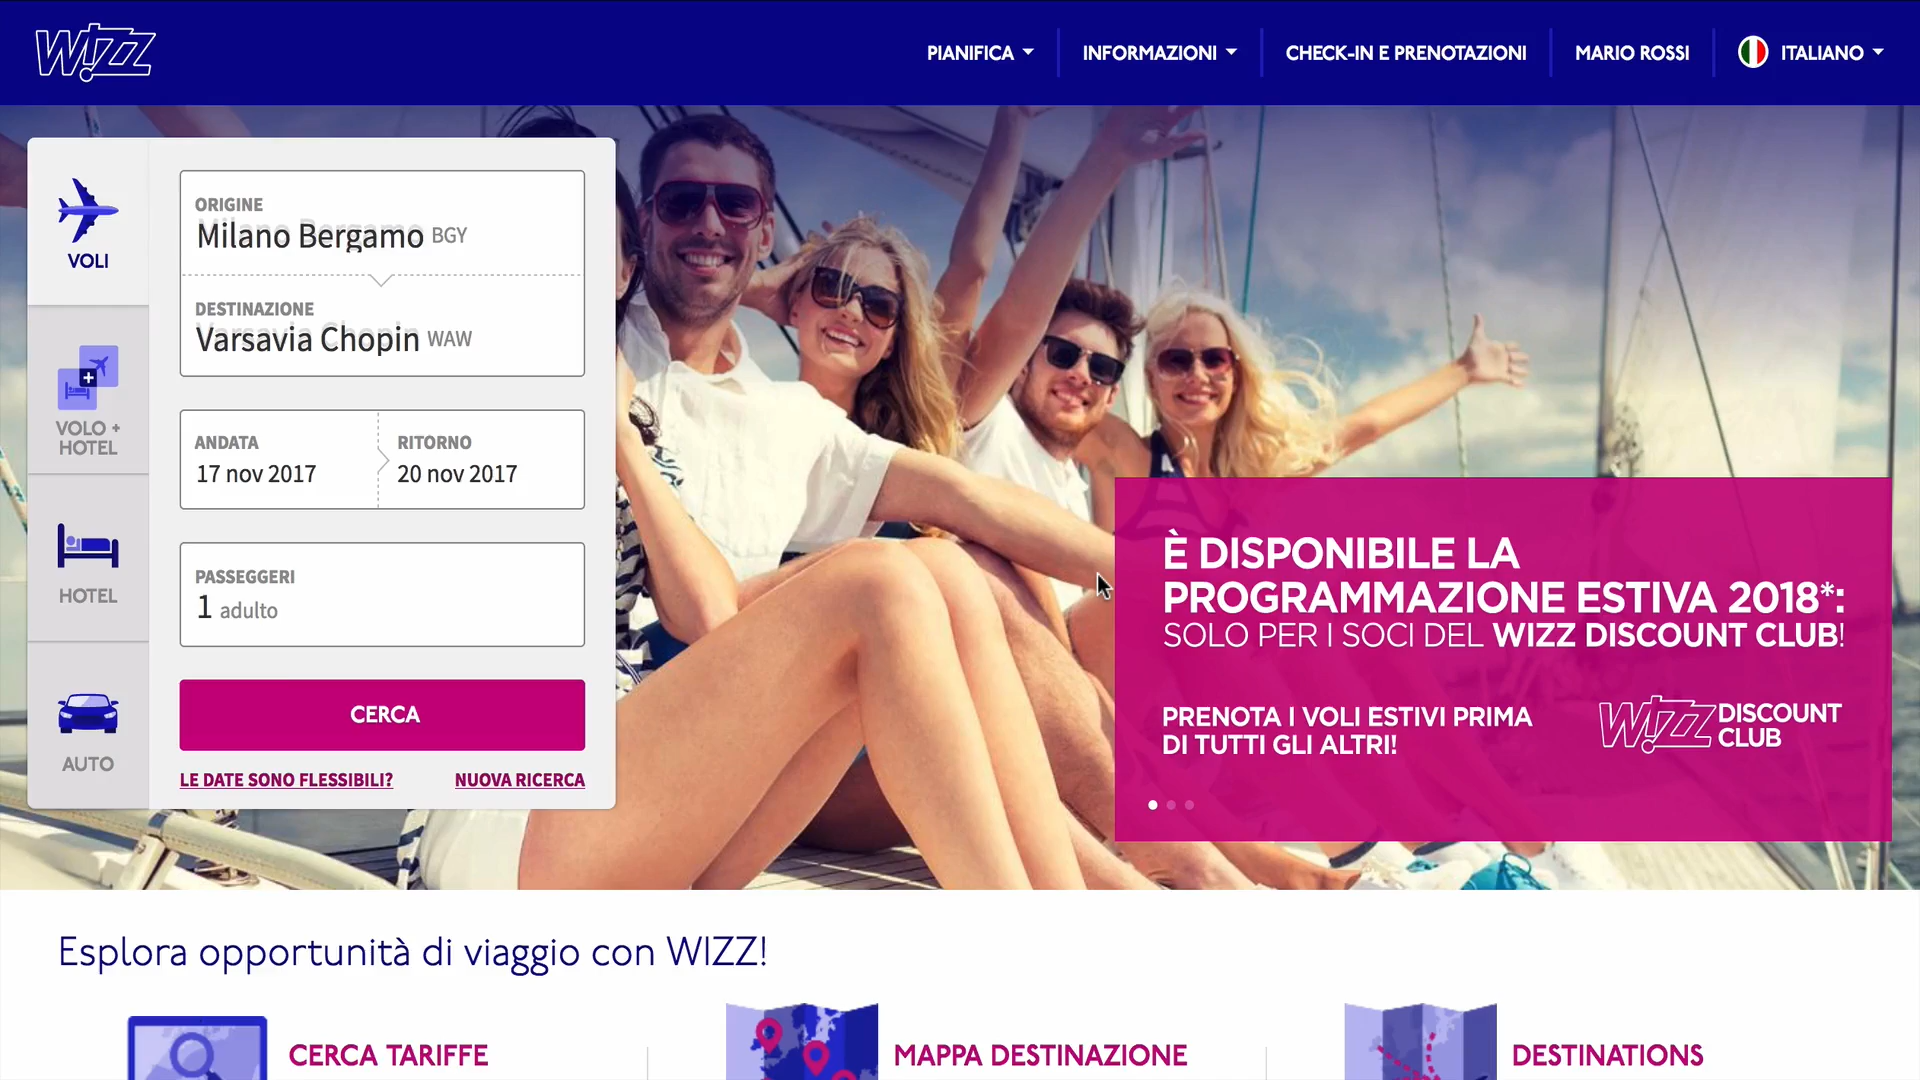 WIZZ
PIANIFICA
INFORMAZIONI
CHECK-IN E PRENOTAZIONI
MARIO ROSSI
ITALIANO
VOLI
VOLO +
HOTEL
HOTEL
AUTO
ORIGINE
Milano Bergamo BGY
DESTINAZIONE
Varsavia Chopin WAW
ANDATA
17 nov 2017
RITORNO
20 nov 2017
PASSEGGERI
1 adulto
CERCA
LE DATE SONO FLESSIBILI?
NUOVA RICERCA
È DISPONIBILE LA
PROGRAMMAZIONE ESTIVA 2018*:
SOLO PER I SOCI DEL WIZZ DISCOUNT CLUB!
PRENOTA I VOLI ESTIVI PRIMA
DI TUTTI GLI ALTRI!
WIZZ DISCOUNT
CLUB
Esplora opportunità di viaggio con WIZZ!
CERCA TARIFFE
MAPPA DESTINAZIONE
DESTINATIONS